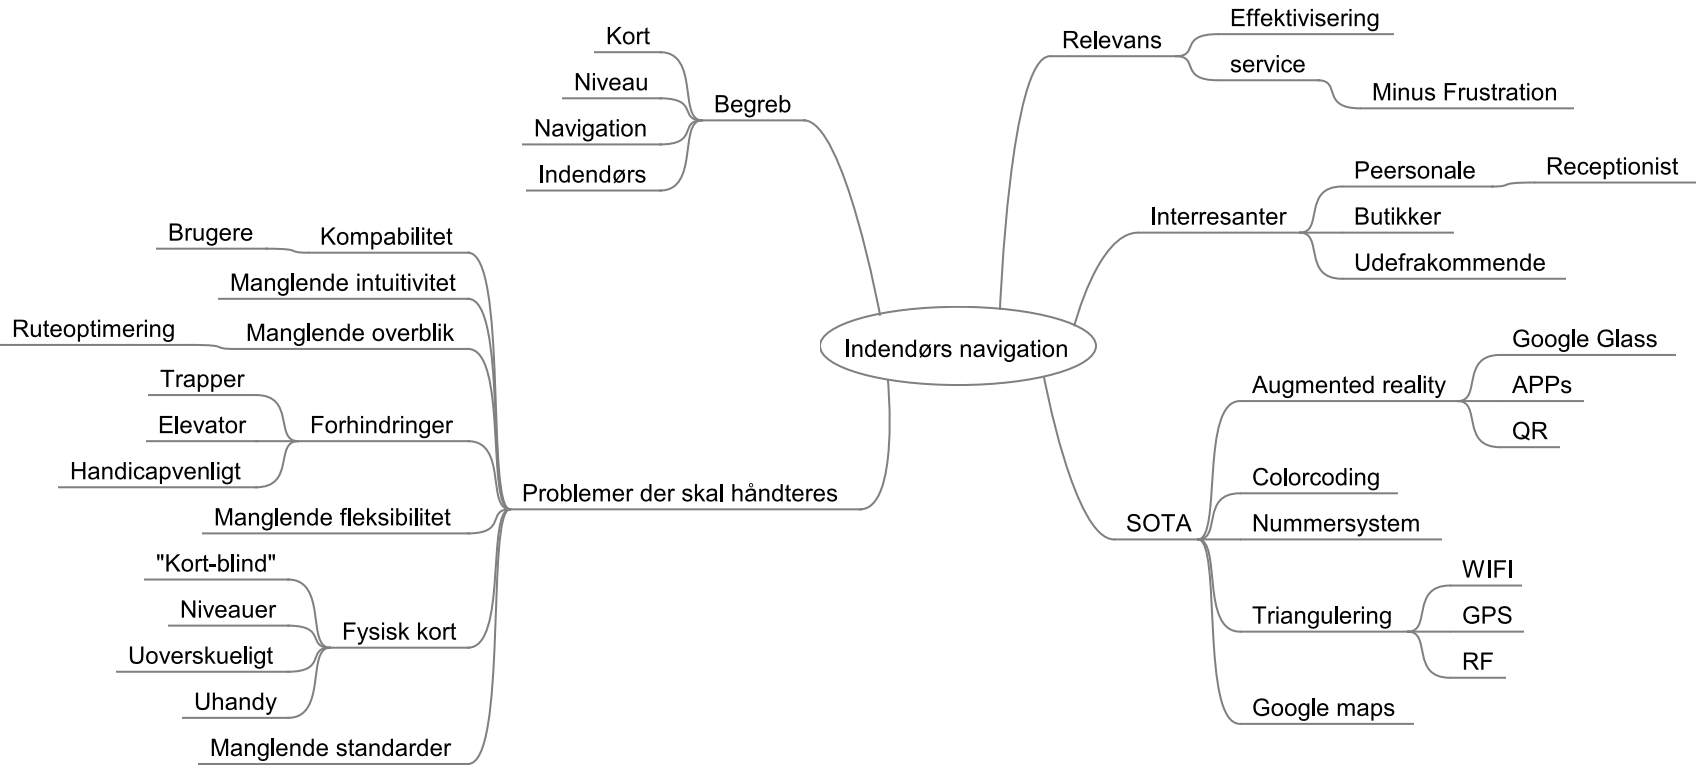 Indendørs navigation
Begreb
Kort
Niveau
Navigation
Indendørs
Relevans
Effektivisering
service
Minus Frustration
Interresanter
Peersonale
Receptionist
Butikker
Udefrakommende
SOTA
Augmented reality
Google Glass
APPs
QR
Colorcoding
Nummersystem
Triangulering
WIFI
GPS
RF
Google maps
Problemer der skal håndteres
Kompabilitet
Brugere
Manglende intuitivitet
Manglende overblik
Ruteoptimering
Forhindringer
Trapper
Elevator
Handicapvenligt
Manglende fleksibilitet
Fysisk kort
"Kort-blind"
Niveauer
Uoverskueligt
Uhandy
Manglende standarder